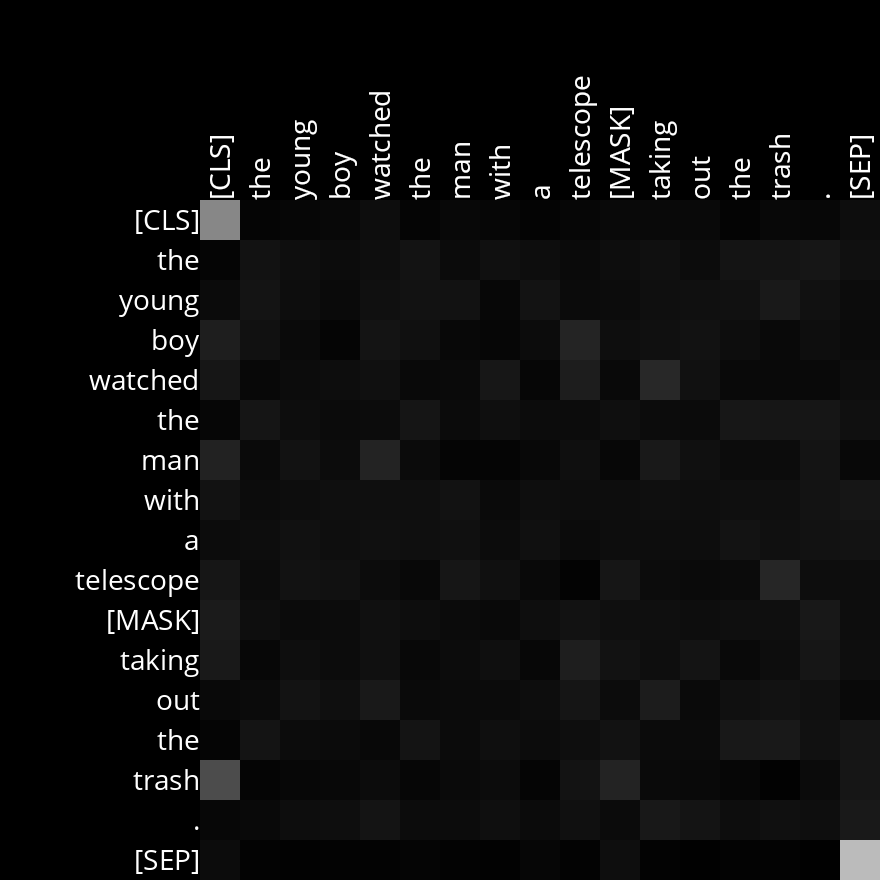 [CLS] the young boy watched the man with a telescope [MASK] taking out the trash . [SEP]
[CLS]
the
young
boy
watched
the
man
with
a
telescope
[MASK]
taking
out
the
trash
.
[SEP]